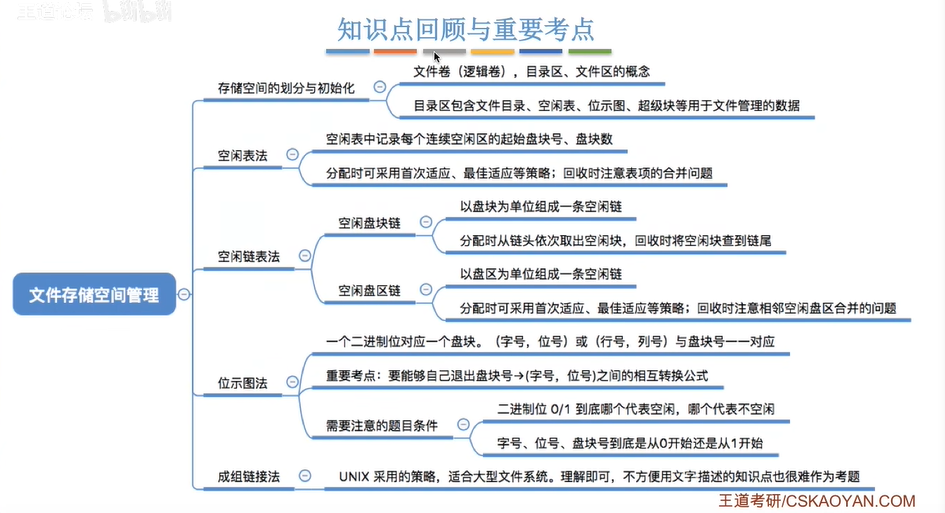 知识点回顾与重要考点
文件卷（逻辑卷），目录区、文件区的概念
存储空间的划分与初始化
目录区包含文件目录、空闲表、位示图、超级块等用于文件管理的数据
空闲表中记录每个连续空闲区的起始盘块号、盘块数
空闲表法
分配时可采用首次适应、最佳适应等策略；回收时注意表项的合并问题
以盘块为单位组成一条空闲链
空闲盘块链
分配时从链头依次取出空闲块，回收时将空闲块查到链尾
空闲链表法
以盘区为单位组成一条空闲链
空闲盘区链
分配时可采用首次适应、最佳适应等策略；回收时注意相邻空闲盘区合并的问题
文件存储空间管理
一个二进制位对应一个盘块。（字号，位号）或（行号，列号）与盘块号一一对应
位示图法
重要考点：要能够自己退出盘块号→(字号，位号)之间的相互转换公式
二进制位 0/1 到底哪个代表空闲，哪个代表不空闲
需要注意的题目条件
字号、位号、盘块号到底是从0开始还是从1开始
成组链接法
UNIX 采用的策略，适合大型文件系统。理解即可，不方便用文字描述的知识点也很难作为考题
王道考研/CSKAOYAN.COM